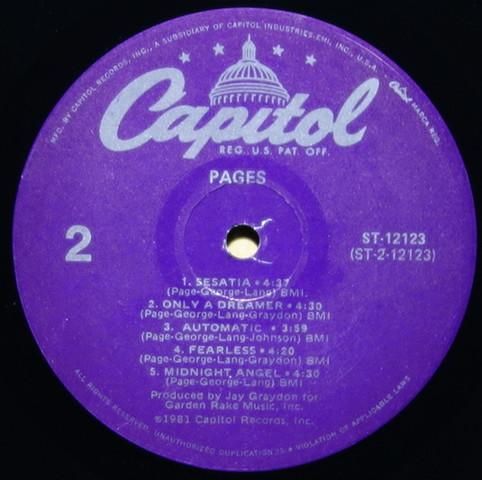 MFG. BY CAPITOL RECORDS, INC., A SUBSIDIARY OF CAPITOL INDUSTRIES-EMI, INC., U.S.A.
Capitol MARCA REG.
Capitol
REG. U.S. PAT. OFF.
PAGES
2
ST-12123
(ST-2-12123)
1. SESATIA • 4:37
(Page-George-Lang) BMI
2. ONLY A DREAMER • 4:30
(Page-George-Lang-Graydon) BMI
3. AUTOMATIC • 3:59
(Page-George-Lang-Johnson) BMI
4. FEARLESS • 4:20
(Page-George-Lang-Graydon) BMI
5. MIDNIGHT ANGEL • 4:30
(Page-George-Lang) BMI
Produced by Jay Graydon for
Garden Rake Music, Inc.
©1981 Capitol Records, Inc.
ALL RIGHTS RESERVED. UNAUTHORIZED DUPLICATION IS A VIOLATION OF APPLICABLE LAWS